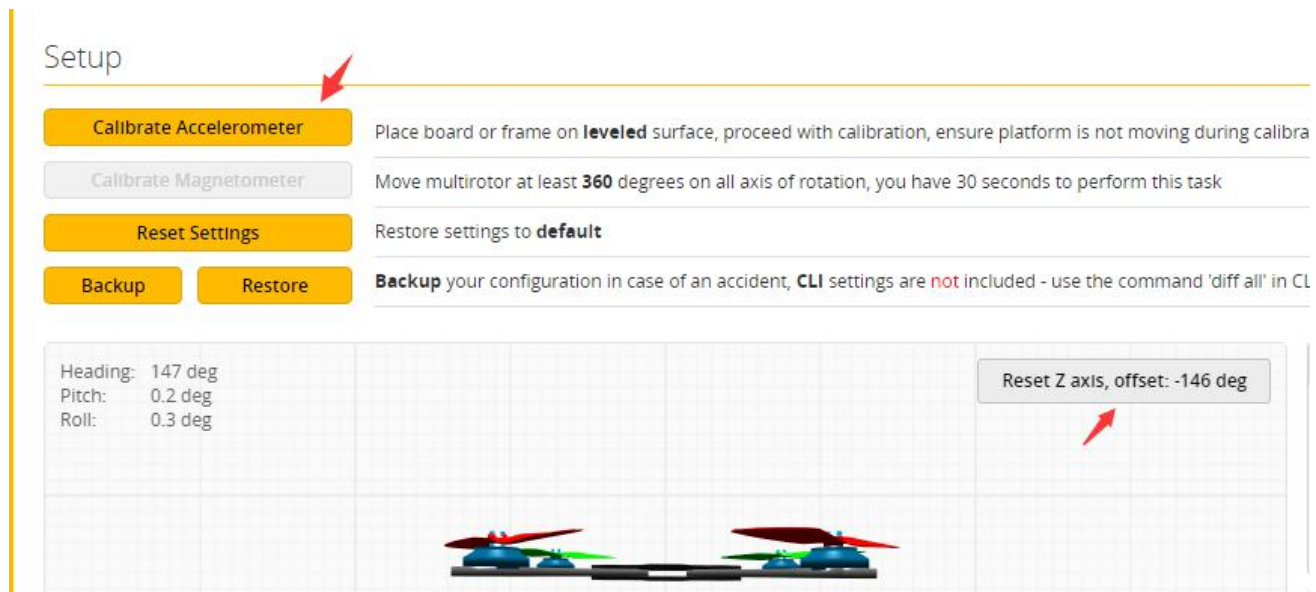 Setup
Calibrate Accelerometer
Place board or frame on leveled surface, proceed with calibration, ensure platform is not moving during calibra
Calibrate Magnetometer
Move multirotor at least 360 degrees on all axis of rotation, you have 30 seconds to perform this task
Reset Settings
Restore settings to default
Backup
Restore
Backup your configuration in case of an accident, CLI settings are not included - use the command 'diff all' in CL
Heading: 147 deg
Reset Z axis, offset: -146 deg
Pitch: 0.2 deg
Roll: 0.3 deg